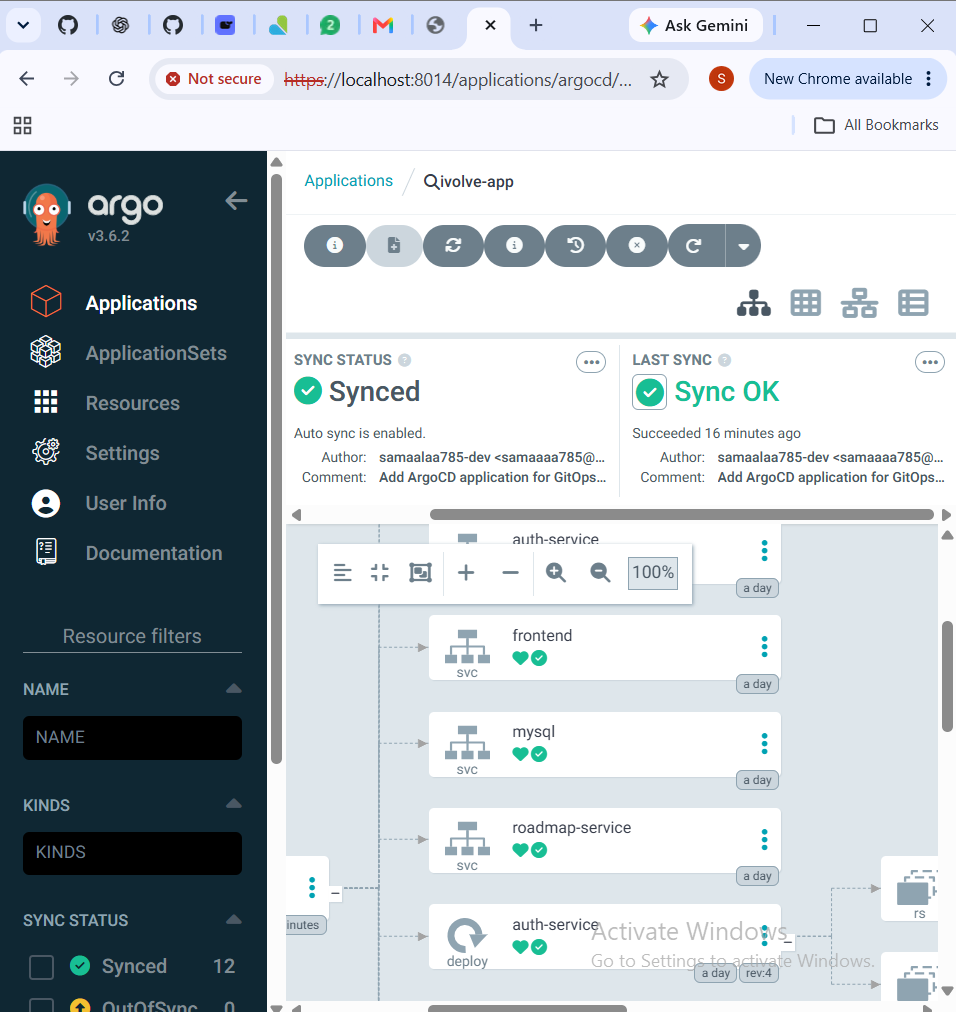 2
Ask Gemini
Not secure
https://localhost:8014/applications/argocd/...
S
New Chrome available
All Bookmarks
argo
v3.6.2
Applications
ApplicationSets
Resources
Settings
User Info
Documentation
Resource filters
NAME
NAME
KINDS
KINDS
SYNC STATUS
Synced 12
OutOfSync 0
Applications / ivolve-app
SYNC STATUS
Synced
Auto sync is enabled.
Author: samaalaa785-dev <samaaaa785@...
Comment: Add ArgoCD application for GitOps...
LAST SYNC
Sync OK
Succeeded 16 minutes ago
Author: samaalaa785-dev <samaaaa785@...
Comment: Add ArgoCD application for GitOps...
100%
auth-service
a day
frontend
svc
a day
mysql
svc
a day
roadmap-service
svc
a day
inutes
auth-service
deploy
a day rev:4
rs
Activate Windows
Go to Settings to activate Windows.